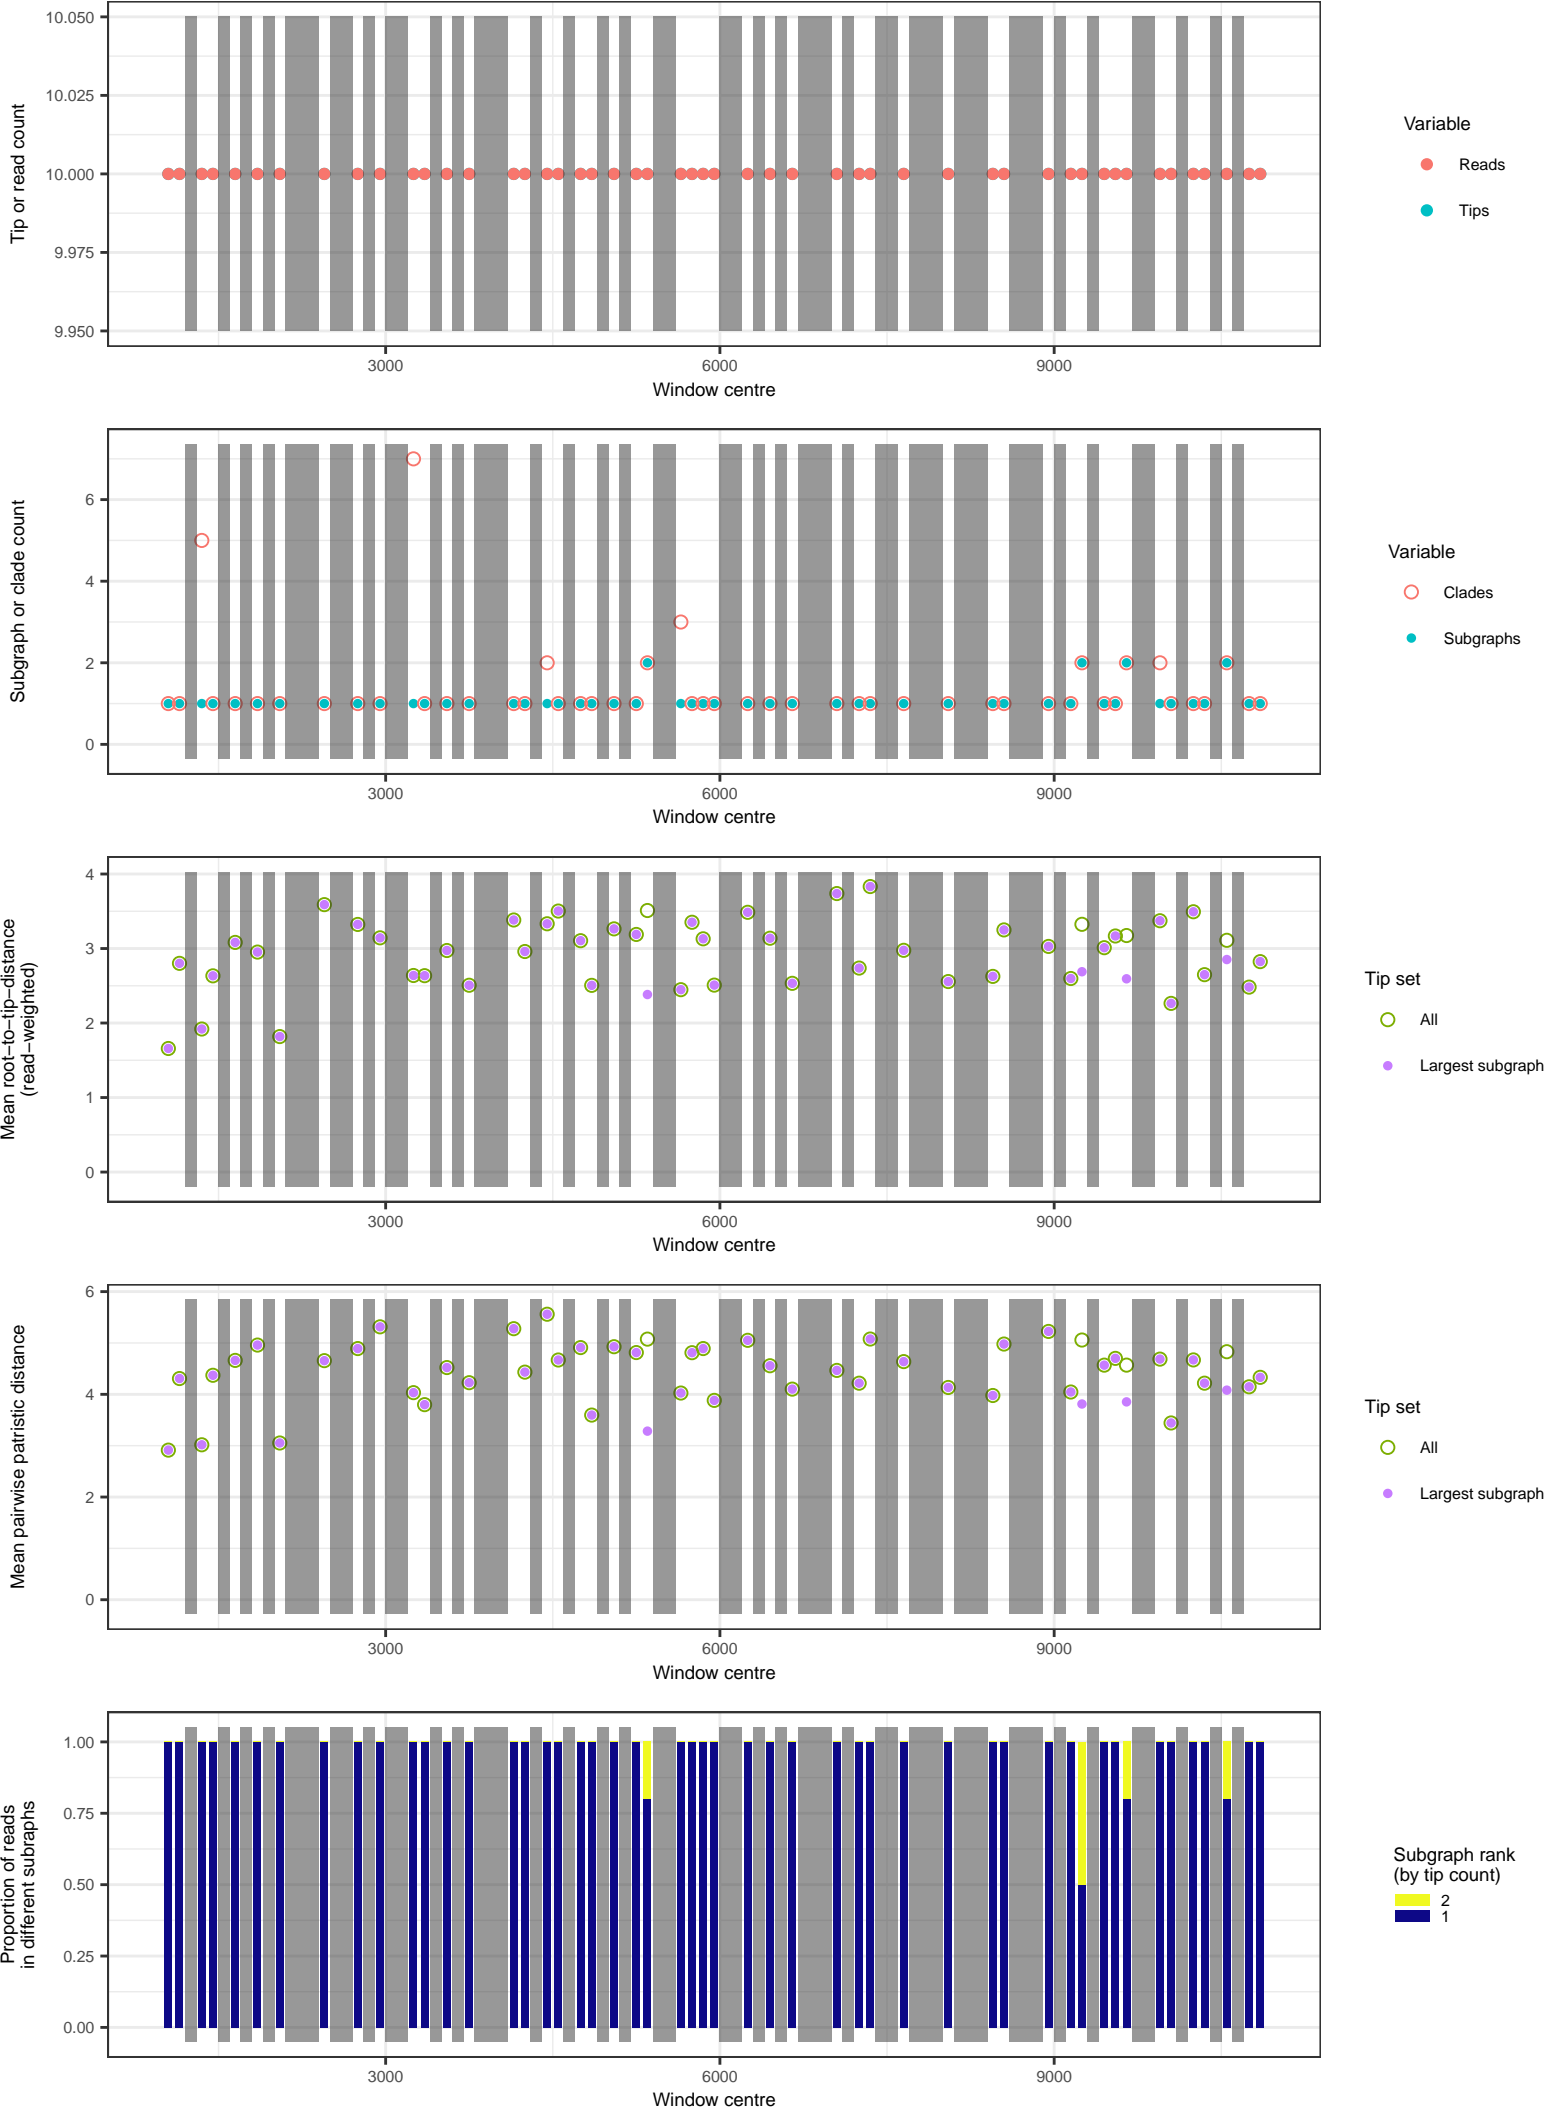 10.050
10.025
10.000
9.975
9.950
Tip or read count
3000
6000
9000
Window centre
Variable
Reads
Tips
6
4
2
0
Subgraph or clade count
3000
6000
9000
Window centre
Variable
Clades
Subgraphs
4
3
2
1
0
Mean root−to−tip−distance
(read−weighted)
3000
6000
9000
Window centre
Tip set
All
Largest subgraph
6
4
2
0
Mean pairwise patristic distance
3000
6000
9000
Window centre
Tip set
All
Largest subgraph
1.00
0.75
0.50
0.25
0.00
Proportion of reads
in different subraphs
3000
6000
9000
Window centre
Subgraph rank
(by tip count)
2
1